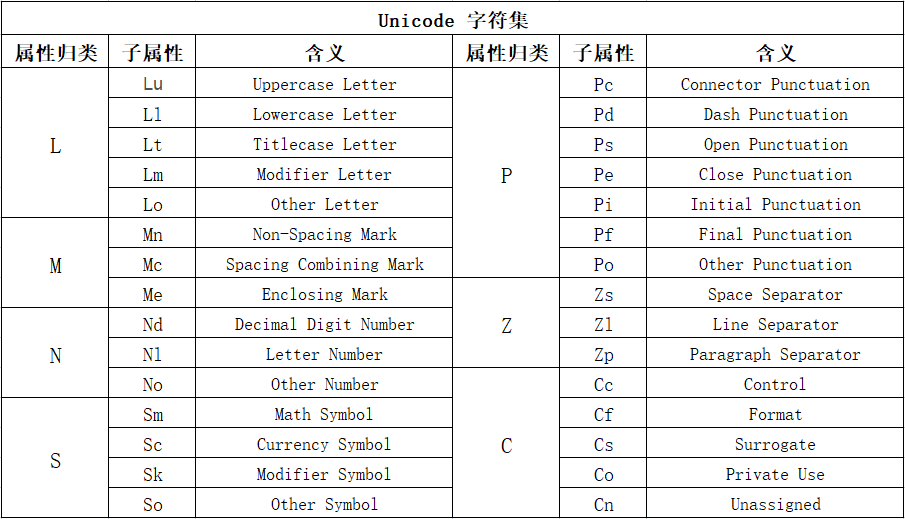 Unicode 字符集
属性归类 子属性 含义 属性归类 子属性 含义
L Lu Uppercase Letter P Pc Connector Punctuation
Ll Lowercase Letter Pd Dash Punctuation
Lt Titlecase Letter Ps Open Punctuation
Lm Modifier Letter Pe Close Punctuation
Lo Other Letter Pi Initial Punctuation
M Mn Non-Spacing Mark Pf Final Punctuation
Mc Spacing Combining Mark Po Other Punctuation
Me Enclosing Mark Z Zs Space Separator
N Nd Decimal Digit Number Zl Line Separator
Nl Letter Number Zp Paragraph Separator
No Other Number C Cc Control
S Sm Math Symbol Cf Format
Sc Currency Symbol Cs Surrogate
Sk Modifier Symbol Co Private Use
So Other Symbol Cn Unassigned